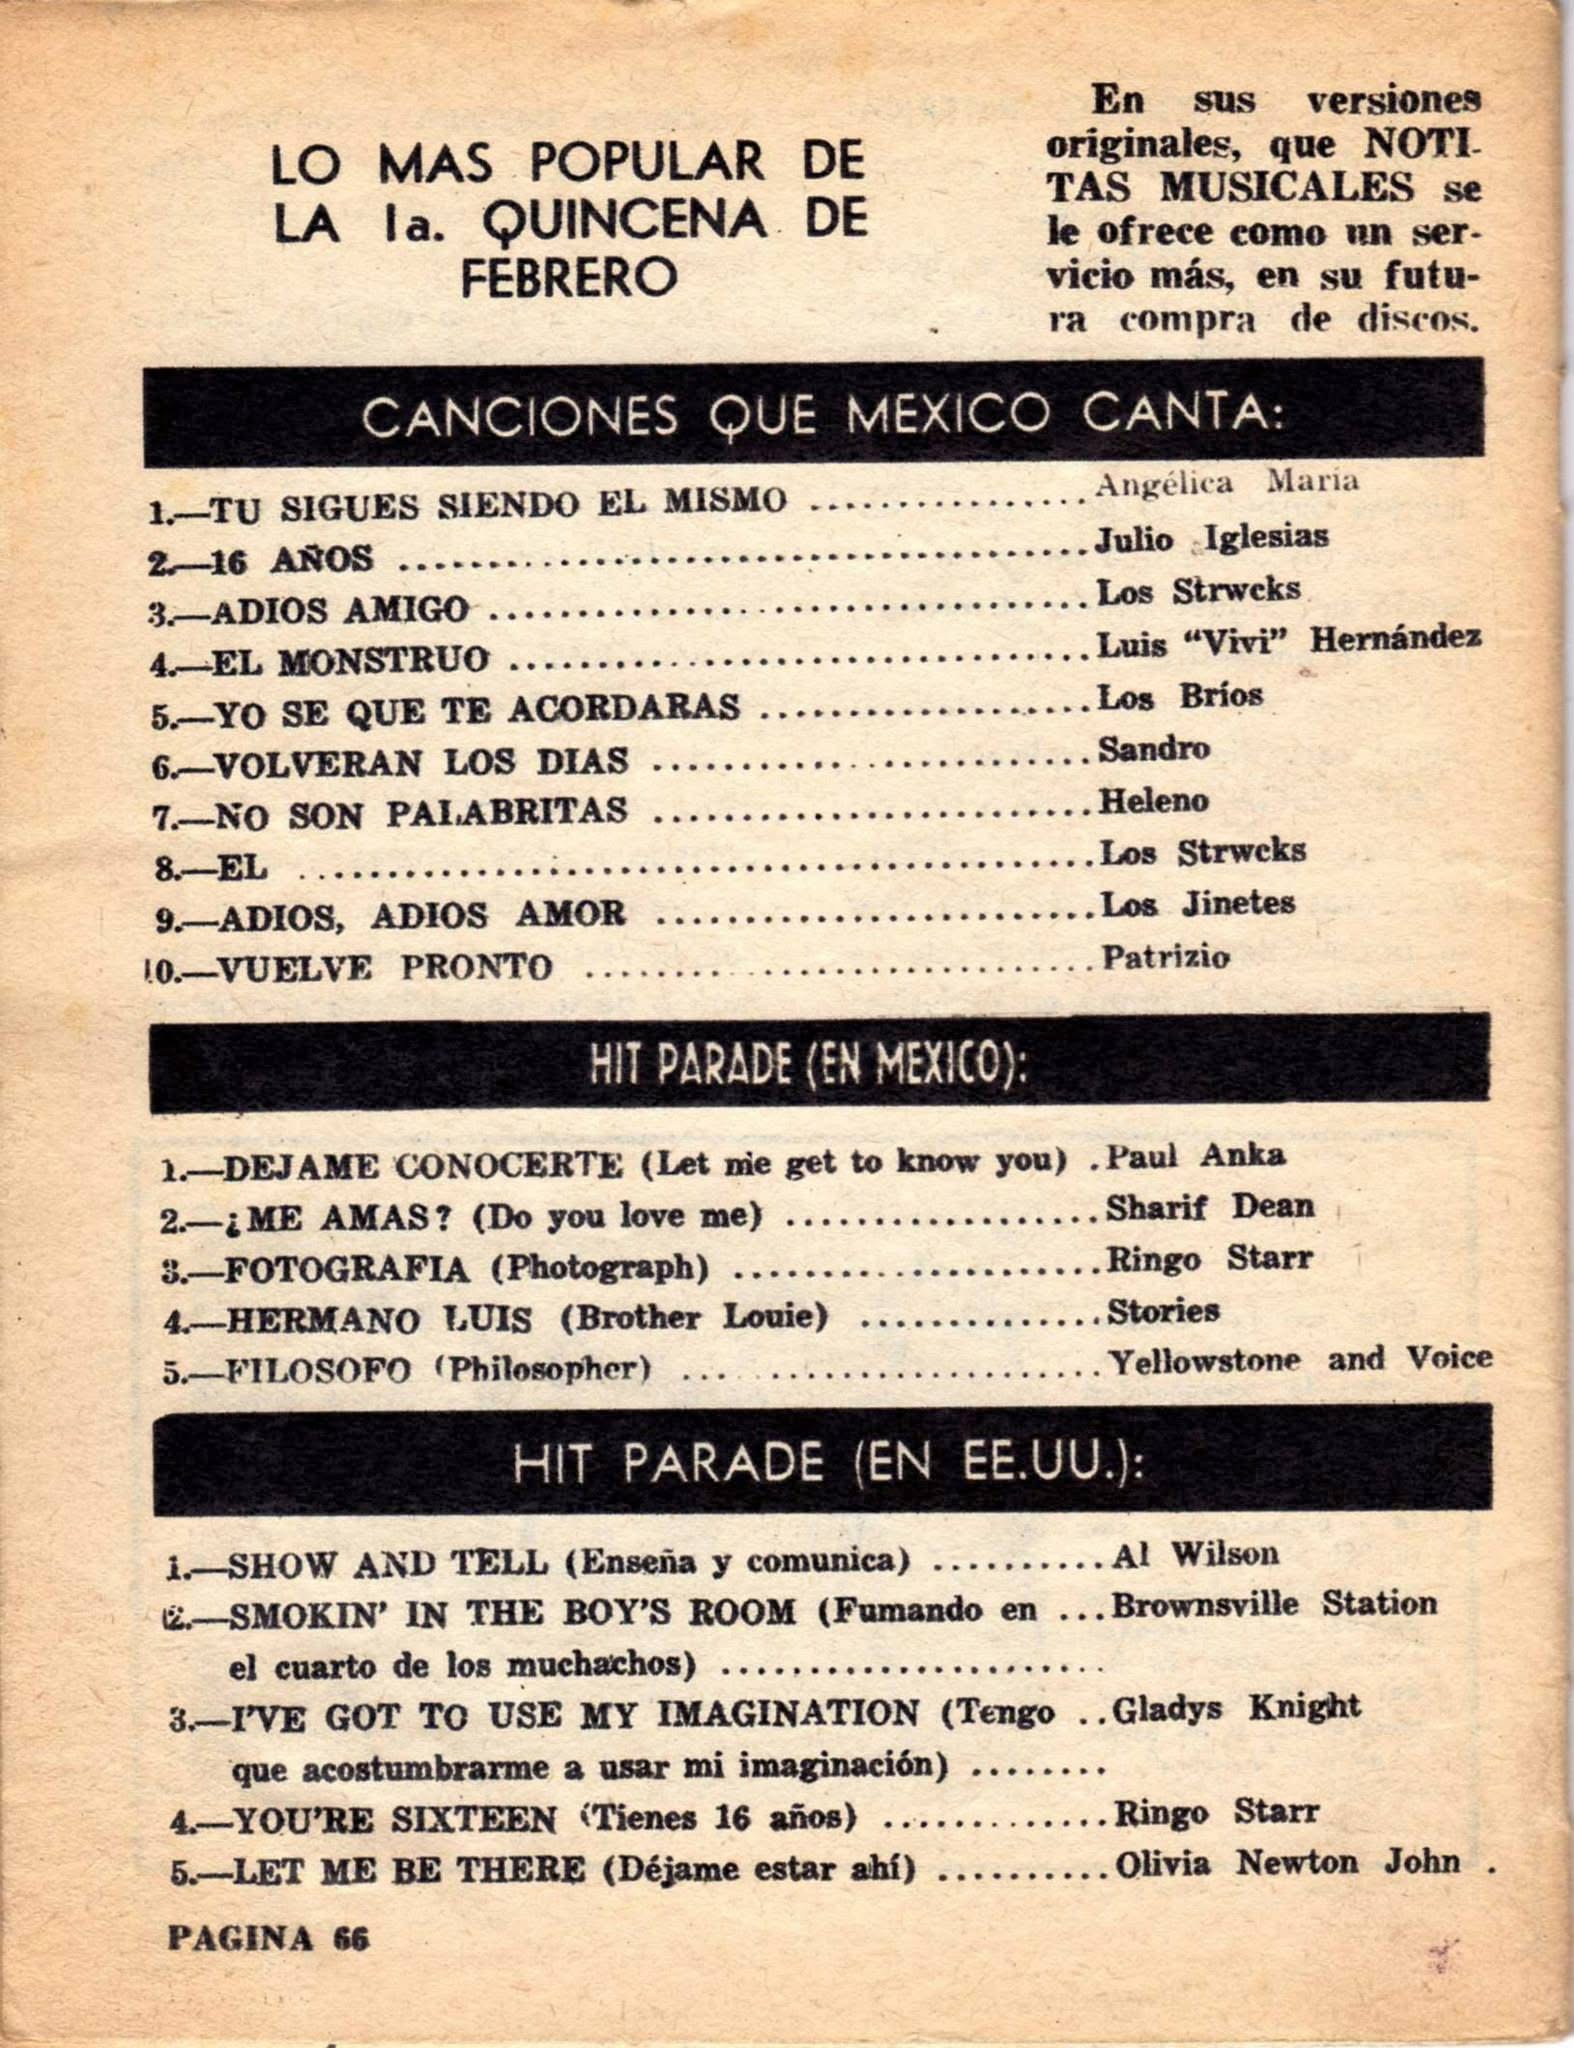 LO MAS POPULAR DE
LA 1a. QUINCENA DE
FEBRERO
En sus versiones
originales, que NOTI-
TAS MUSICALES se
le ofrece como un ser-
vicio más, en su futu-
ra compra de discos.
CANCIONES QUE MEXICO CANTA:
1.—TU SIGUES SIENDO EL MISMO ................ Angélica María
2.—16 AÑOS ....................................... Julio Iglesias
3.—ADIOS AMIGO .................................. Los Strwcks
4.—EL MONSTRUO ................................. Luis "Vivi" Hernández
5.—YO SE QUE TE ACORDARAS ................... Los Bríos
6.—VOLVERAN LOS DIAS ......................... Sandro
7.—NO SON PALABRITAS ......................... Heleno
8.—EL ............................................. Los Strwcks
9.—ADIOS, ADIOS AMOR ......................... Los Jinetes
10.—VUELVE PRONTO ............................. Patrizio
HIT PARADE (EN MEXICO):
1.—DEJAME CONOCERTE (Let me get to know you) . Paul Anka
2.—¿ME AMAS? (Do you love me) .................. Sharif Dean
3.—FOTOGRAFIA (Photograph) ..................... Ringo Starr
4.—HERMANO LUIS (Brother Louie) .............. Stories
5.—FILOSOFO (Philosopher) ........................ Yellowstone and Voice
HIT PARADE (EN EE.UU.):
1.—SHOW AND TELL (Enseña y comunica) .......... Al Wilson
2.—SMOKIN' IN THE BOY'S ROOM (Fumando en ... Brownsville Station
el cuarto de los muchachos) ......................
3.—I'VE GOT TO USE MY IMAGINATION (Tengo .. Gladys Knight
que acostumbrarme a usar mi imaginación) ........
4.—YOU'RE SIXTEEN (Tienes 16 años) ............. Ringo Starr
5.—LET ME BE THERE (Déjame estar ahí) .......... Olivia Newton John .
PAGINA 66